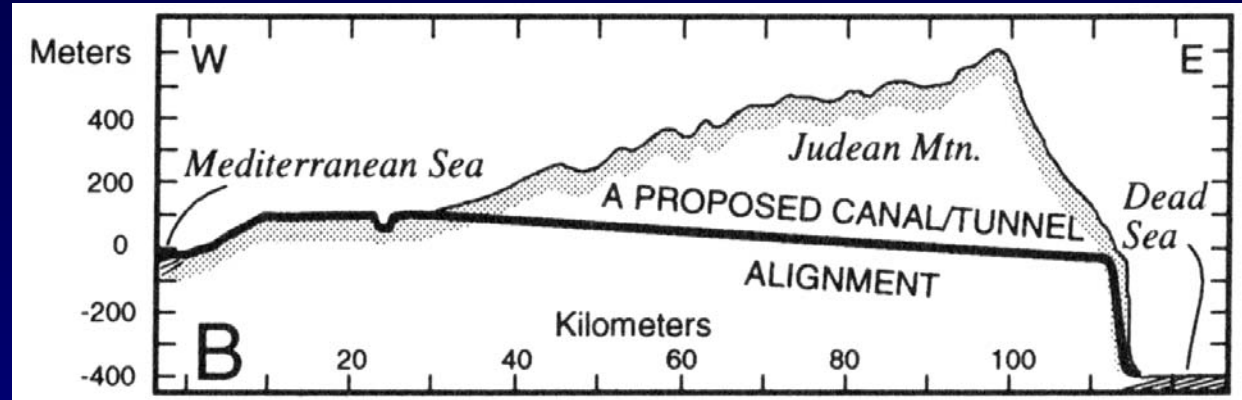 Meters
W
E
400
200
0
-200
-400
Mediterranean Sea
Judean Mtn.
A PROPOSED CANAL/TUNNEL
ALIGNMENT
Dead
Sea
Kilometers
B
20 40 60 80 100